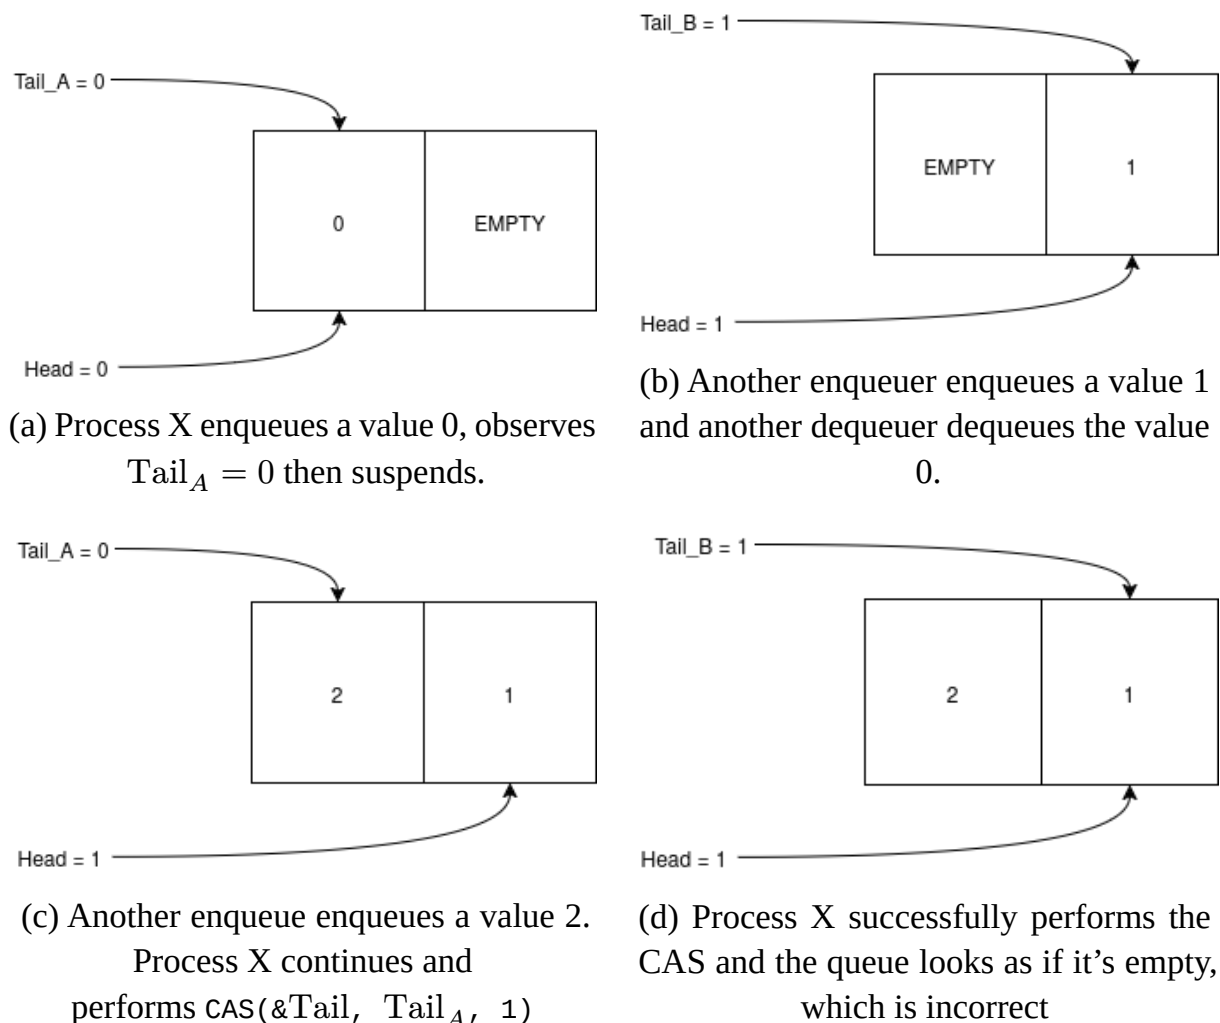 Tail_A = 0
0
EMPTY
Head = 0
(a) Process X enqueues a value 0, observes
Tail_A = 0 then suspends.
Tail_B = 1
EMPTY
1
Head = 1
(b) Another enqueuer enqueues a value 1
and another dequeuer dequeues the value
0.
Tail_A = 0
2
1
Head = 1
(c) Another enqueue enqueues a value 2.
Process X continues and
performs CAS(&Tail, Tail_A, 1)
Tail_B = 1
2
1
Head = 1
(d) Process X successfully performs the
CAS and the queue looks as if it’s empty,
which is incorrect